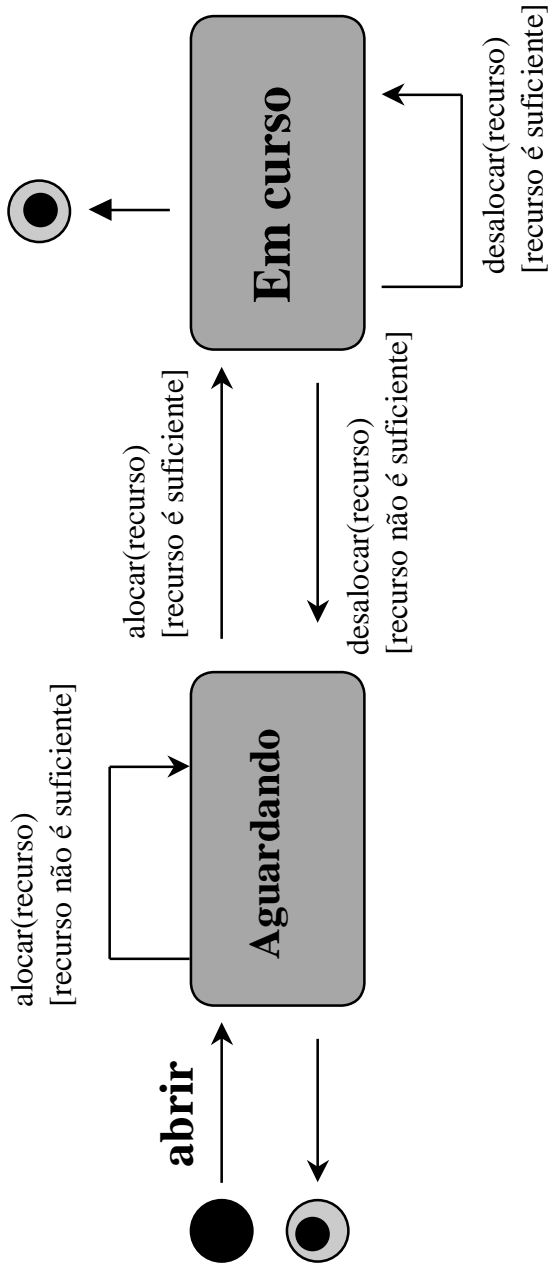 alocar(recurso)
[recurso não é suficiente]
abrir
Aguardando
alocar(recurso)
[recurso é suficiente]
desalocar(recurso)
[recurso não é suficiente]
Em curso
desalocar(recurso)
[recurso é suficiente]